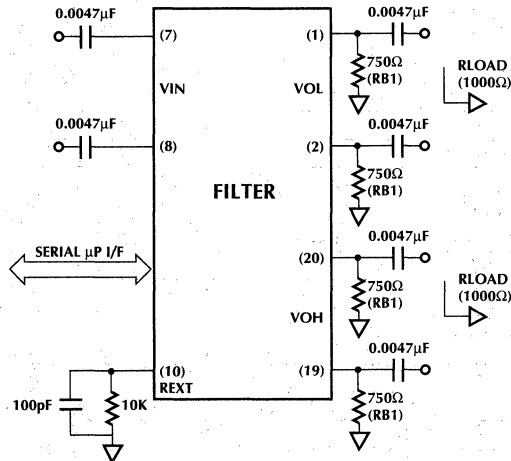 0.0047µF
(7)
(1)
0.0047µF
750Ω
(RB1)
RLOAD
(1000Ω)
VIN
VOL
0.0047µF
(8)
(2)
0.0047µF
750Ω
(RB1)
FILTER
SERIAL µP I/F
(20)
0.0047µF
750Ω
(RB1)
RLOAD
(1000Ω)
VOH
(10)
REXT
(19)
0.0047µF
100pF
10K
750Ω
(RB1)